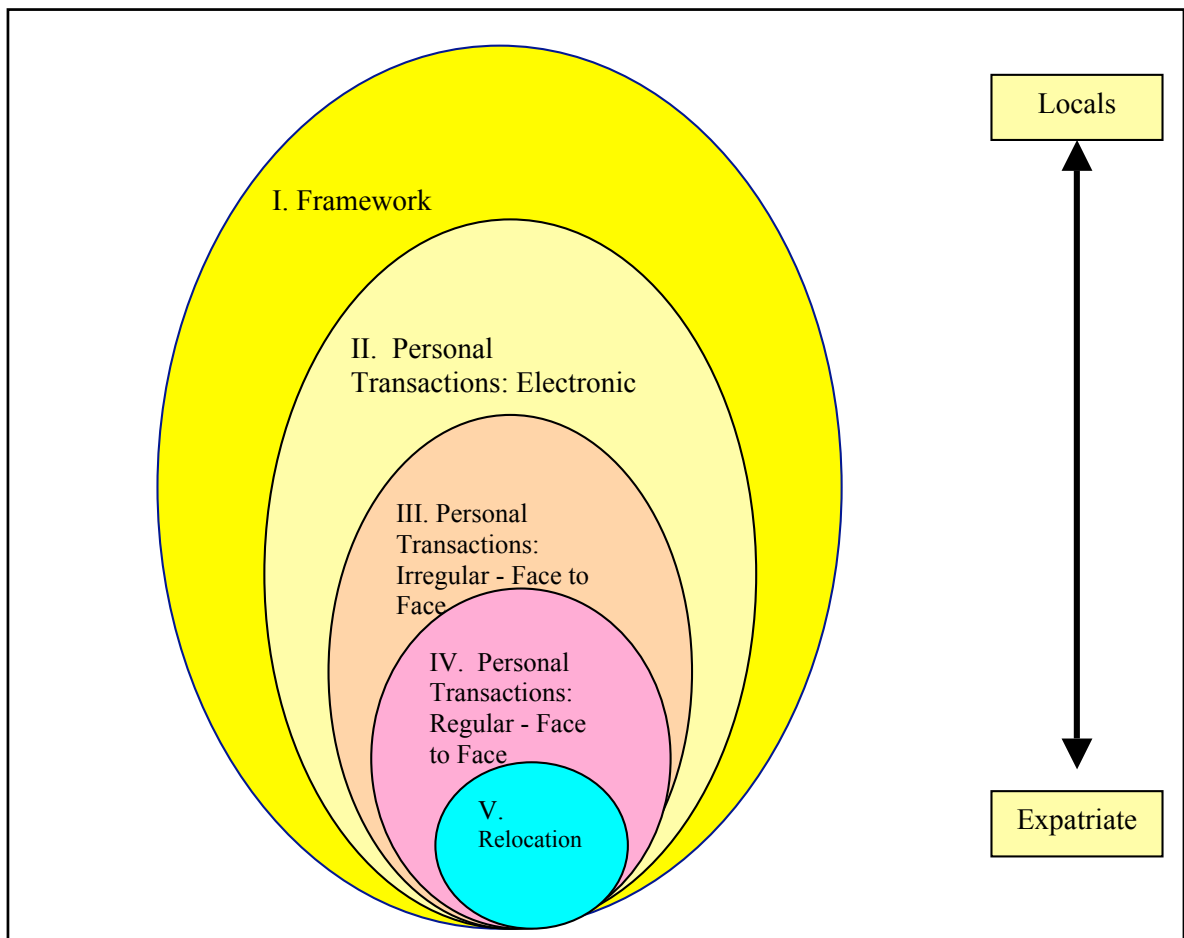 Locals
I. Framework
II. Personal
Transactions: Electronic
III. Personal
Transactions:
Irregular - Face to
Face
IV. Personal
Transactions:
Regular - Face
to Face
V.
Relocation
Expatriate